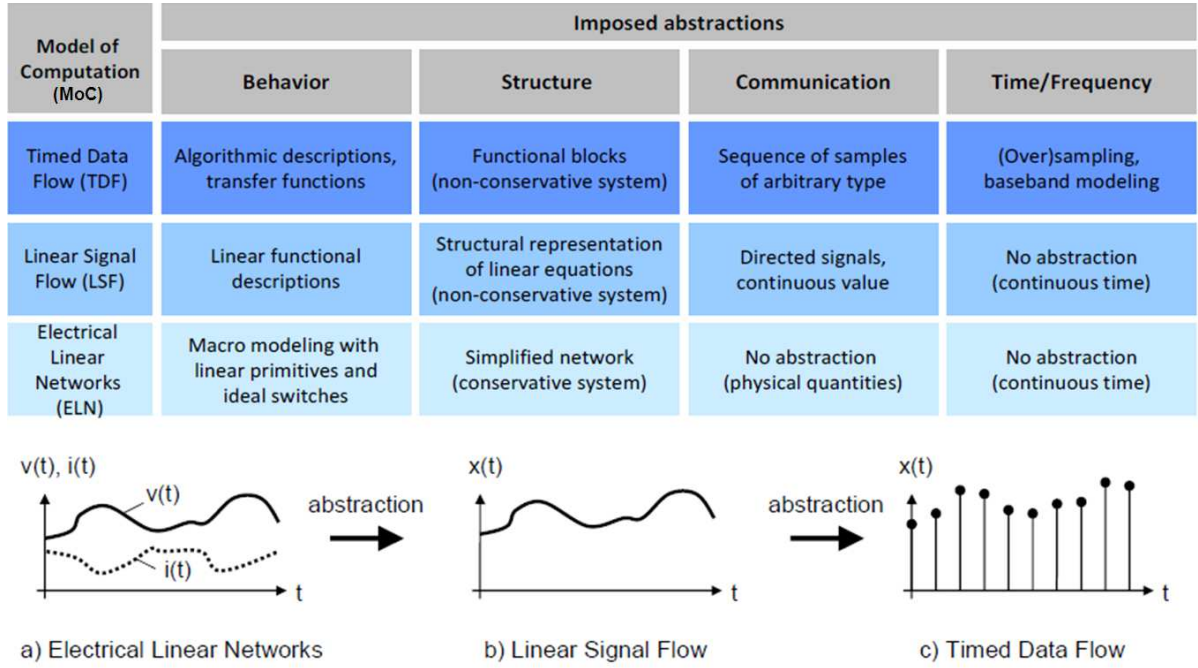 Model of
Computation
(MoC)
Imposed abstractions
Behavior
Structure
Communication
Time/Frequency
Timed Data
Flow (TDF)
Algorithmic descriptions,
transfer functions
Functional blocks
(non-conservative system)
Sequence of samples
of arbitrary type
(Over)sampling,
baseband modeling
Linear Signal
Flow (LSF)
Linear functional
descriptions
Structural representation
of linear equations
(non-conservative system)
Directed signals,
continuous value
No abstraction
(continuous time)
Electrical
Linear
Networks
(ELN)
Macro modeling with
linear primitives and
ideal switches
Simplified network
(conservative system)
No abstraction
(physical quantities)
No abstraction
(continuous time)
v(t), i(t)
v(t)
i(t)
t
abstraction
x(t)
t
abstraction
x(t)
t
a) Electrical Linear Networks
b) Linear Signal Flow
c) Timed Data Flow